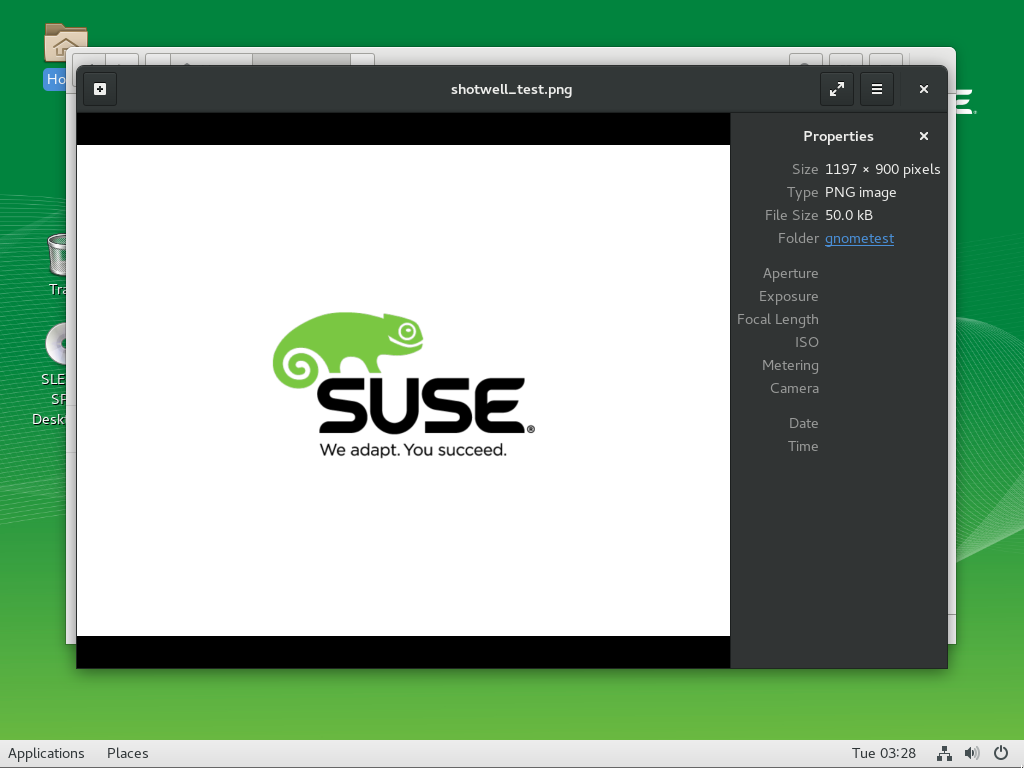 Ho
shotwell_test.png
Properties
Size 1197 × 900 pixels
Type PNG image
File Size 50.0 kB
Folder gnometest
Aperture
Exposure
Focal Length
ISO
Metering
Camera
Date
Time
SUSE®
We adapt. You succeed.
Tra
SLE
SP
Desk
Applications Places Tue 03:28